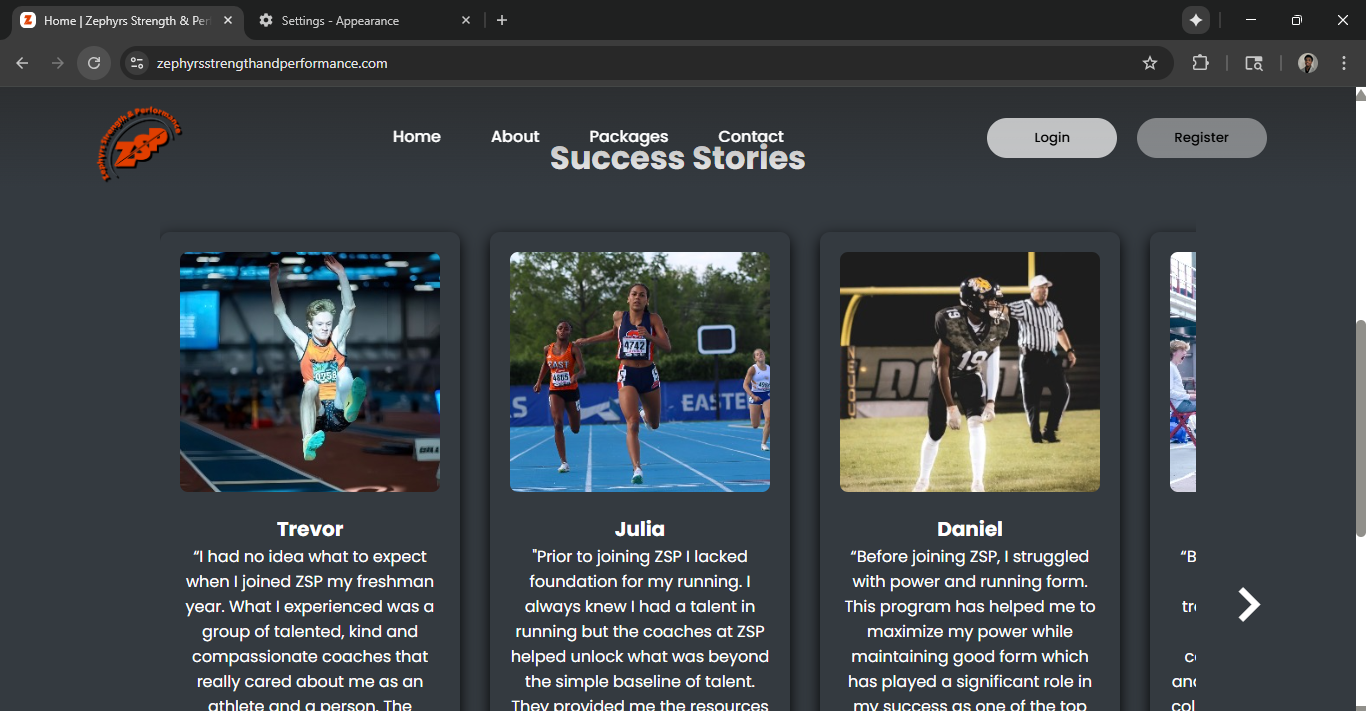 Home | Zephyrs Strength & Per
Settings - Appearance
zephyrsstrengthandperformance.com
Zephyrs Strength & Performance
ZSP
Home
About
Packages
Contact
Login
Register
Success Stories
4742
EAST
4805
S
EASTE
19
19
Trevor
“I had no idea what to expect
when I joined ZSP my freshman
year. What I experienced was a
group of talented, kind and
compassionate coaches that
really cared about me as an
athlete and a person. The
Julia
"Prior to joining ZSP I lacked
foundation for my running. I
always knew I had a talent in
running but the coaches at ZSP
helped unlock what was beyond
the simple baseline of talent.
They provided me the resources
Daniel
“Before joining ZSP, I struggled
with power and running form.
This program has helped me to
maximize my power while
maintaining good form which
has played a significant role in
my success as one of the top
“B
tr
c
and
col